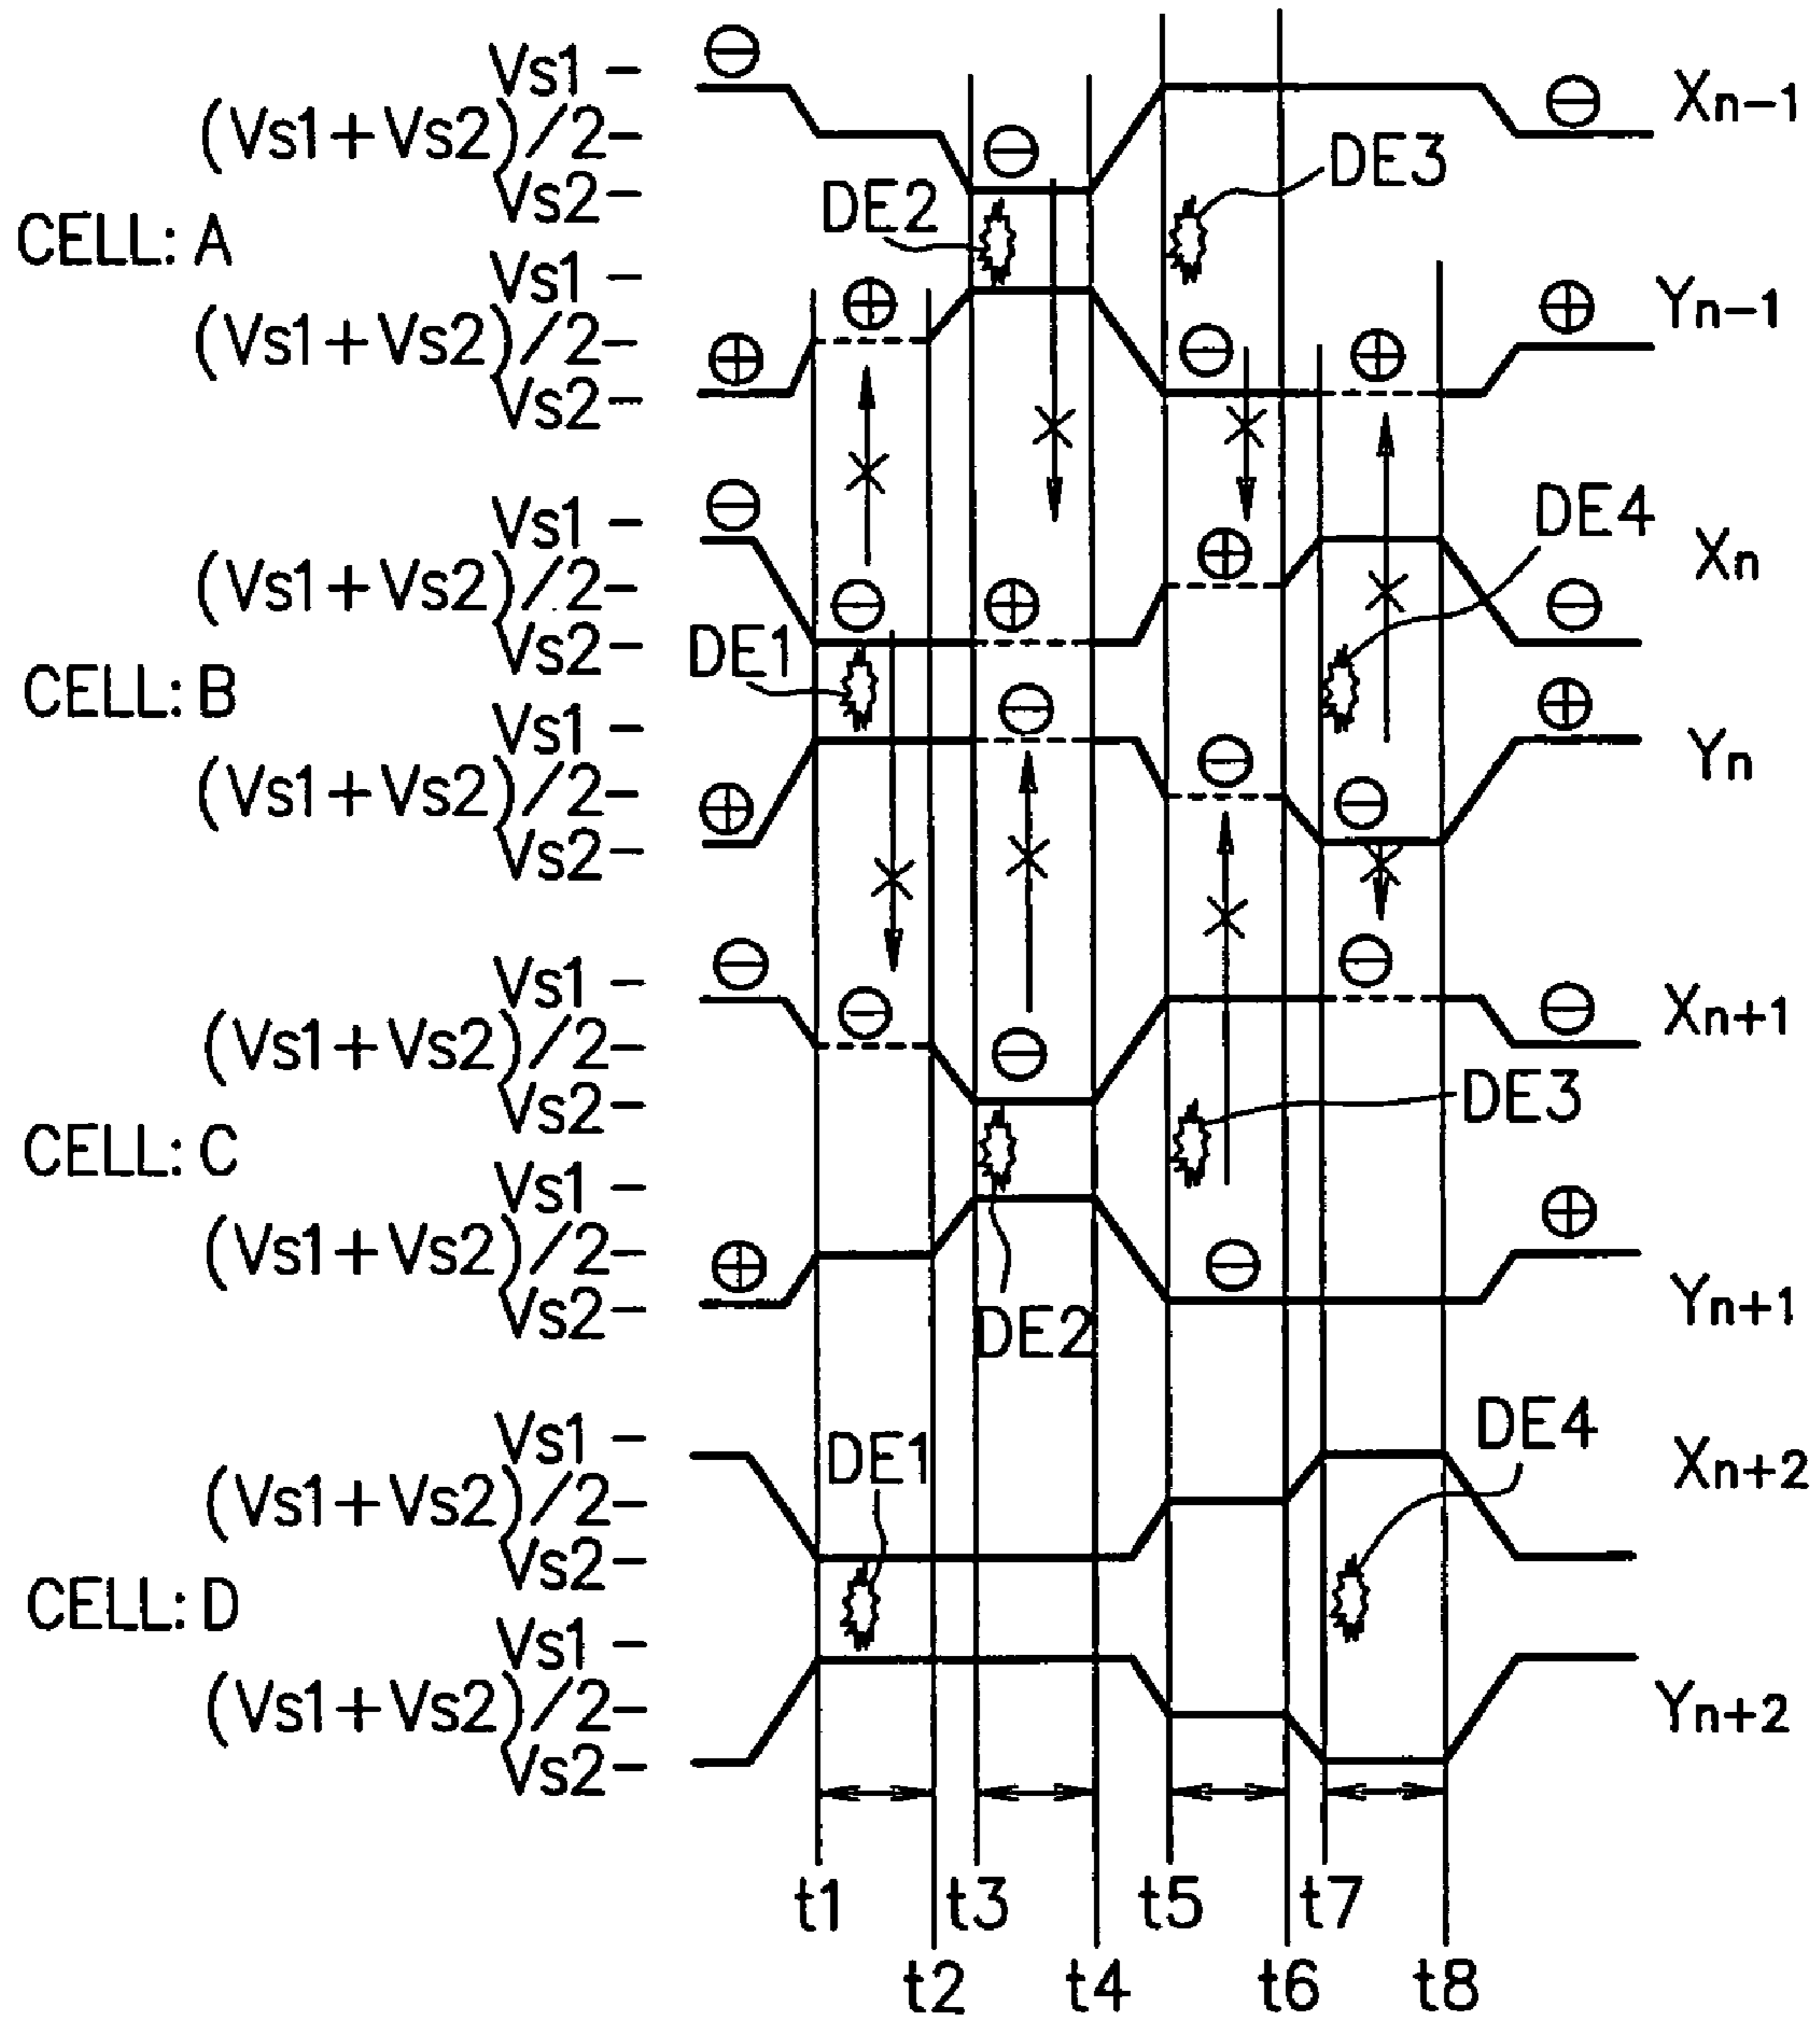 Vs1
(Vs1+Vs2)/2
Vs2
Xn-1
DE2
DE3
CELL: A
Vs1
(Vs1+Vs2)/2
Vs2
Yn-1
Vs1
(Vs1+Vs2)/2
Vs2
DE4
Xn
DE1
CELL: B
Vs1
(Vs1+Vs2)/2
Vs2
Yn
Vs1
(Vs1+Vs2)/2
Vs2
Xn+1
DE3
CELL: C
Vs1
(Vs1+Vs2)/2
Vs2
DE2
Yn+1
Vs1
(Vs1+Vs2)/2
Vs2
DE1
DE4
Xn+2
CELL: D
Vs1
(Vs1+Vs2)/2
Vs2
Yn+2
t1 t3 t5 t7
t2 t4 t6 t8